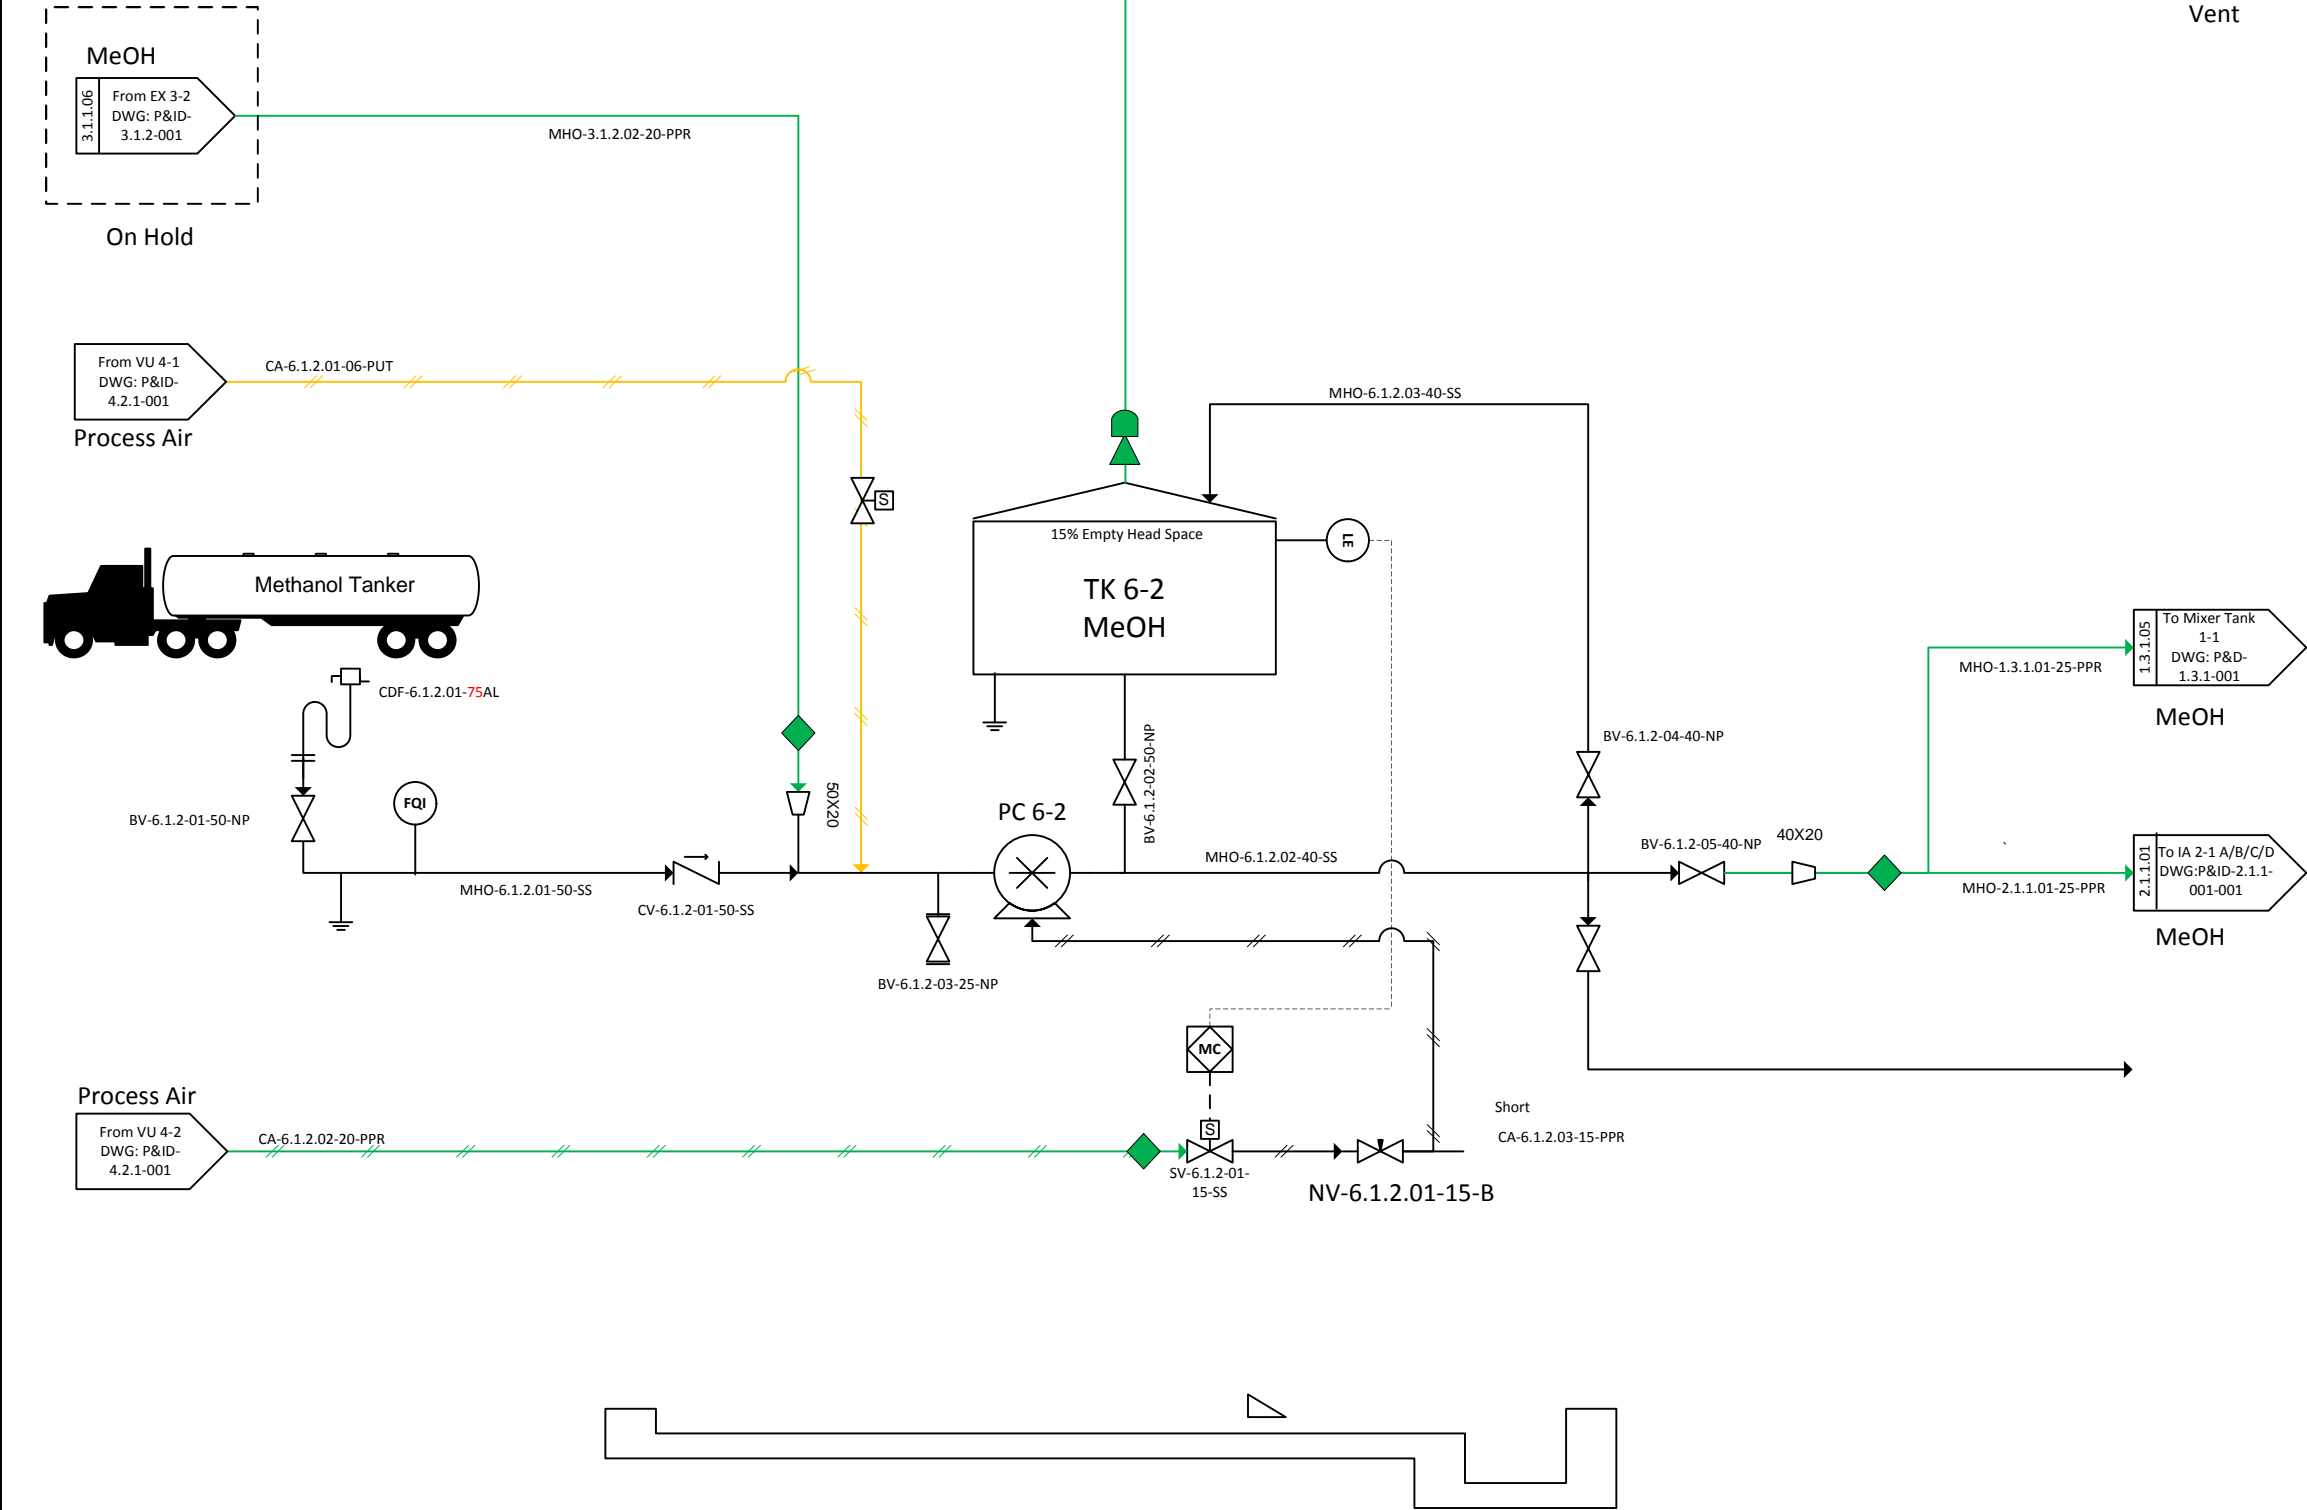 Vent
MeOH
3.1.1.06
From EX 3-2
DWG: P&ID-
3.1.2-001
MHO-3.1.2.02-20-PPR
On Hold
From VU 4-1
DWG: P&ID-
4.2.1-001
CA-6.1.2.01-06-PUT
Process Air
MHO-6.1.2.03-40-SS
S
15% Empty Head Space
LE
TK 6-2
MeOH
Methanol Tanker
CDF-6.1.2.01-75AL
To Mixer Tank
1-1
DWG: P&D-
1.3.1-001
1.3.1.05
MHO-1.3.1.01-25-PPR
MeOH
BV-6.1.2-04-40-NP
BV-6.1.2-02-50-NP
50X20
FQI
BV-6.1.2-01-50-NP
PC 6-2
MHO-6.1.2.02-40-SS
BV-6.1.2-05-40-NP
40X20
`
2.1.1.01
To IA 2-1 A/B/C/D
DWG:P&ID-2.1.1-
001-001
MHO-2.1.1.01-25-PPR
MeOH
MHO-6.1.2.01-50-SS
CV-6.1.2-01-50-SS
BV-6.1.2-03-25-NP
MC
Process Air
From VU 4-2
DWG: P&ID-
4.2.1-001
CA-6.1.2.02-20-PPR
S
SV-6.1.2-01-
15-SS
NV-6.1.2.01-15-B
Short
CA-6.1.2.03-15-PPR